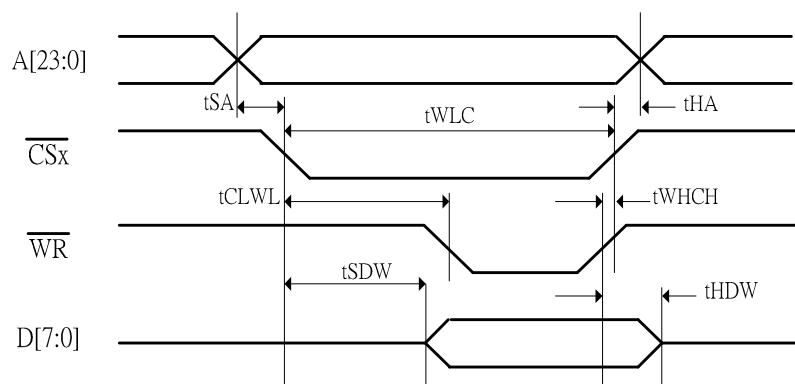 A[23:0]
tSA
tWLC
tHA
CSx
tCLWL
tWHCH
WR
tSDW
tHDW
D[7:0]